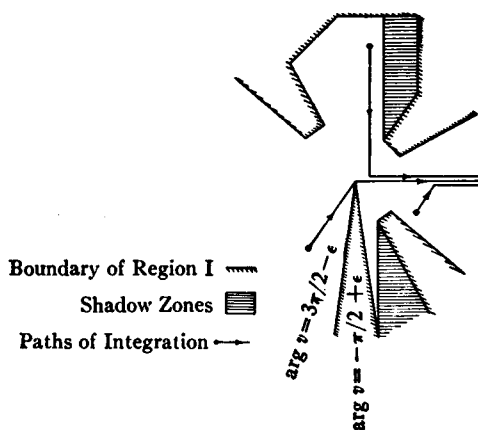 Boundary of Region I
Shadow Zones
Paths of Integration
arg v = 3π/2 − ϵ
arg v = − π/2 + ϵ